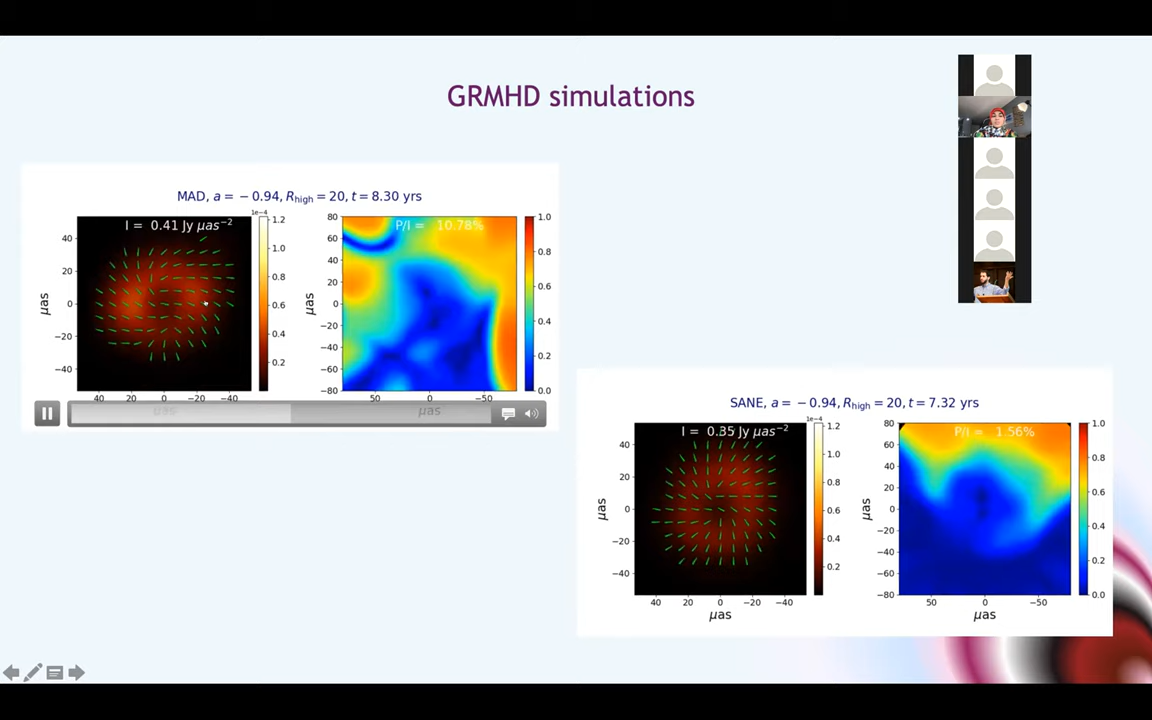 GRMHD simulations
MAD, a = −0.94, R_high = 20, t = 8.30 yrs
I = 0.41 Jy μas⁻²
1e−4
P/I = 10.78%
40
20
0
−20
−40
μas
40 20 0 −20 −40
μas
1.2
1.0
0.8
0.6
0.4
0.2
μas
80
60
40
20
0
−20
−40
−60
−80
50 0 −50
μas
1.0
0.8
0.6
0.4
0.2
0.0
SANE, a = −0.94, R_high = 20, t = 7.32 yrs
I = 0.35 Jy μas⁻²
1e−4
P/I = 1.56%
μas
40
20
0
−20
−40
40 20 0 −20 −40
μas
1.2
1.0
0.8
0.6
0.4
0.2
μas
80
60
40
20
0
−20
−40
−60
−80
50 0 −50
μas
1.0
0.8
0.6
0.4
0.2
0.0